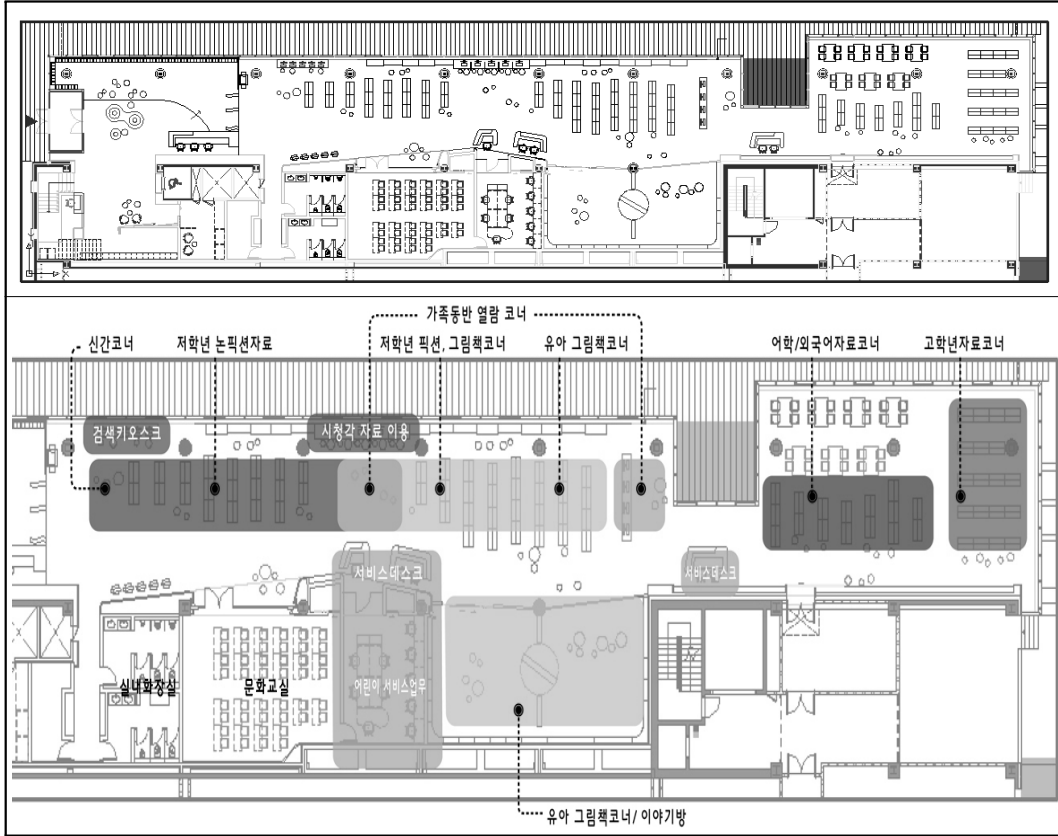 가족동반 열람 코너
신간코너
저학년 논픽션자료
저학년 픽션, 그림책코너
유아 그림책코너
어학/외국어자료코너
고학년자료코너
검색키오스크
시청각 자료 이용
서비스데스크
서비스데스크
실내화장실
문화교실
어린이 서비스업무
유아 그림책코너/ 이야기방